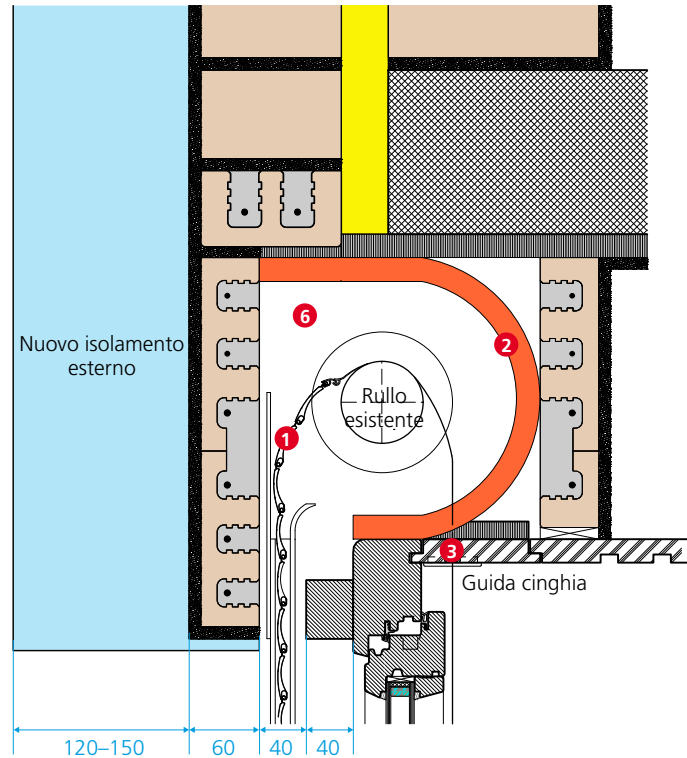 6
2
Nuovo isolamento
esterno
Rullo
esistente
1
3
Guida cinghia
120–150
60
40
40